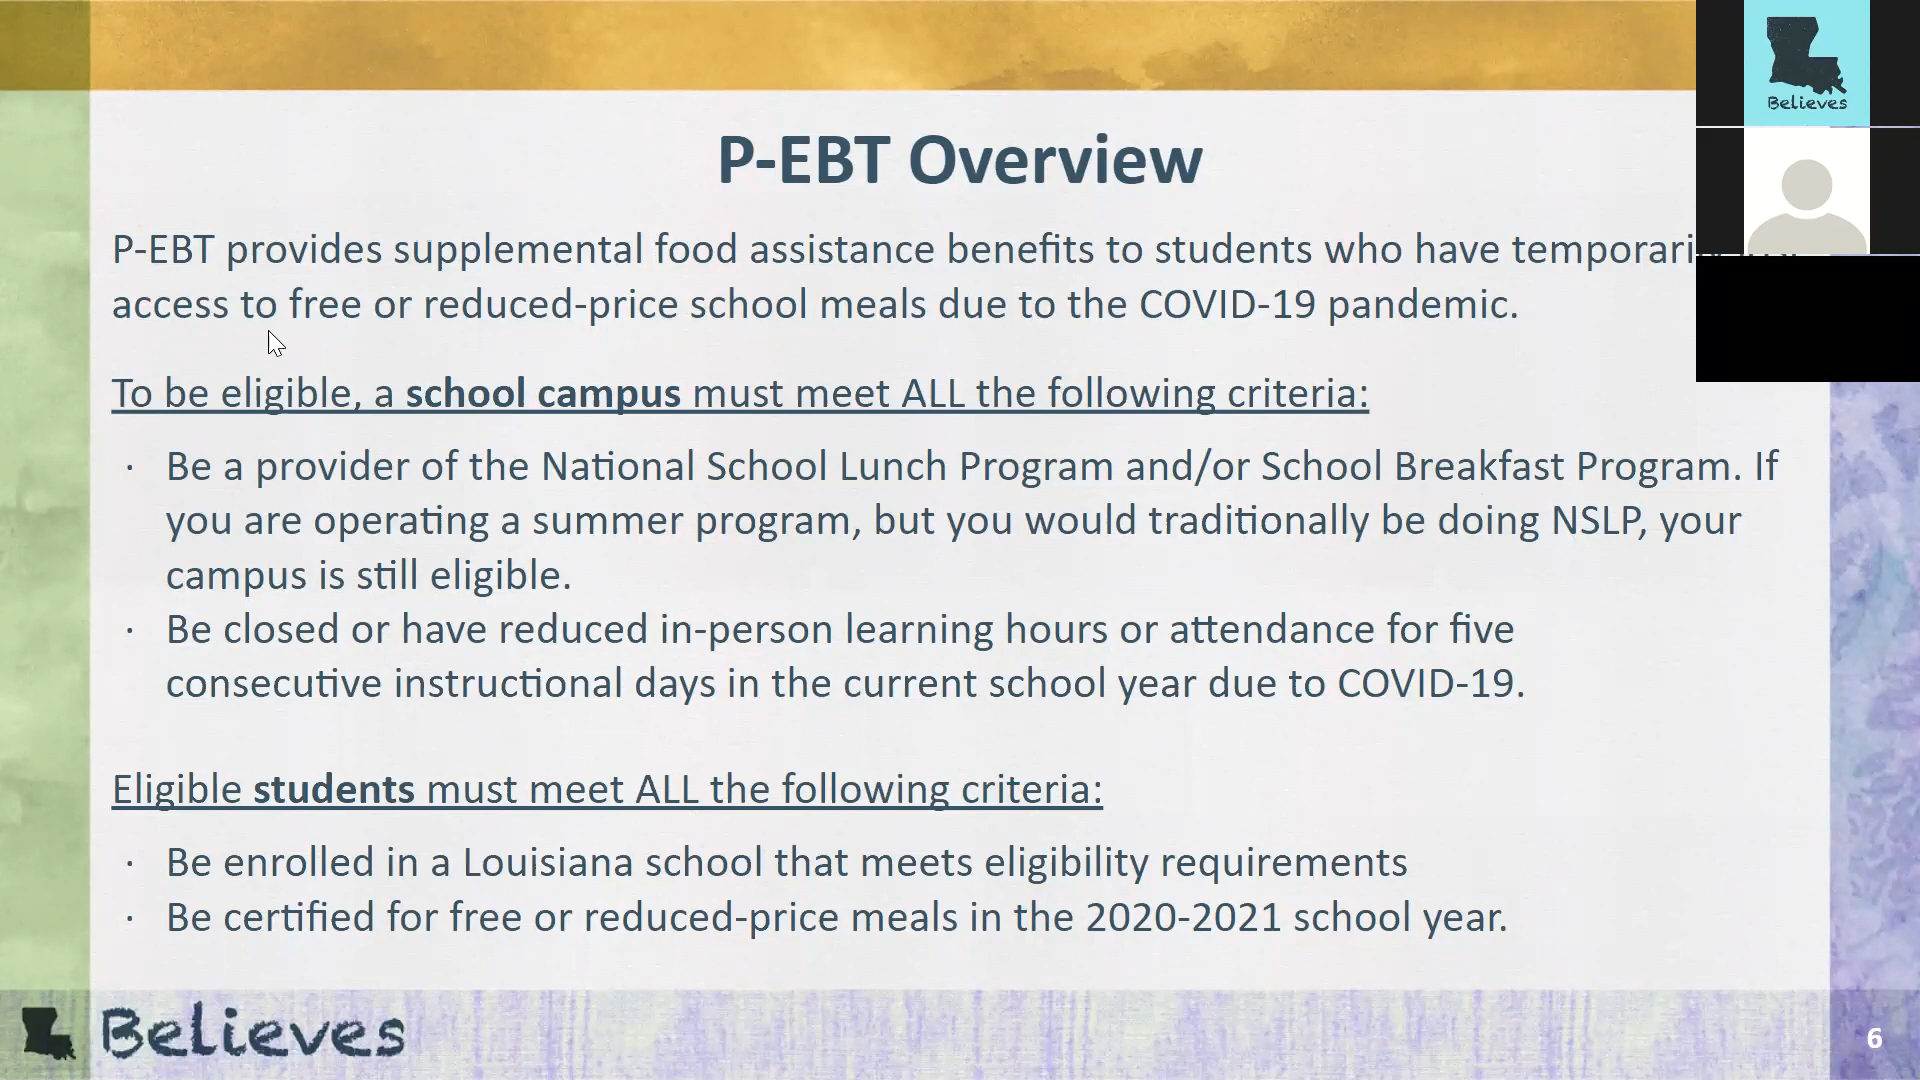 Believes
P-EBT Overview
P-EBT provides supplemental food assistance benefits to students who have
access to free or reduced-price school meals due to the COVID-19 pandemic.
To be eligible, a school campus must meet ALL the following criteria:
· Be a provider of the National School Lunch Program and/or School Breakfast Program. If
you are operating a summer program, but you would traditionally be doing NSLP, your
campus is still eligible.
· Be closed or have reduced in-person learning hours or attendance for five
consecutive instructional days in the current school year due to COVID-19.
Eligible students must meet ALL the following criteria:
· Be enrolled in a Louisiana school that meets eligibility requirements
· Be certified for free or reduced-price meals in the 2020-2021 school year.
Believes
6